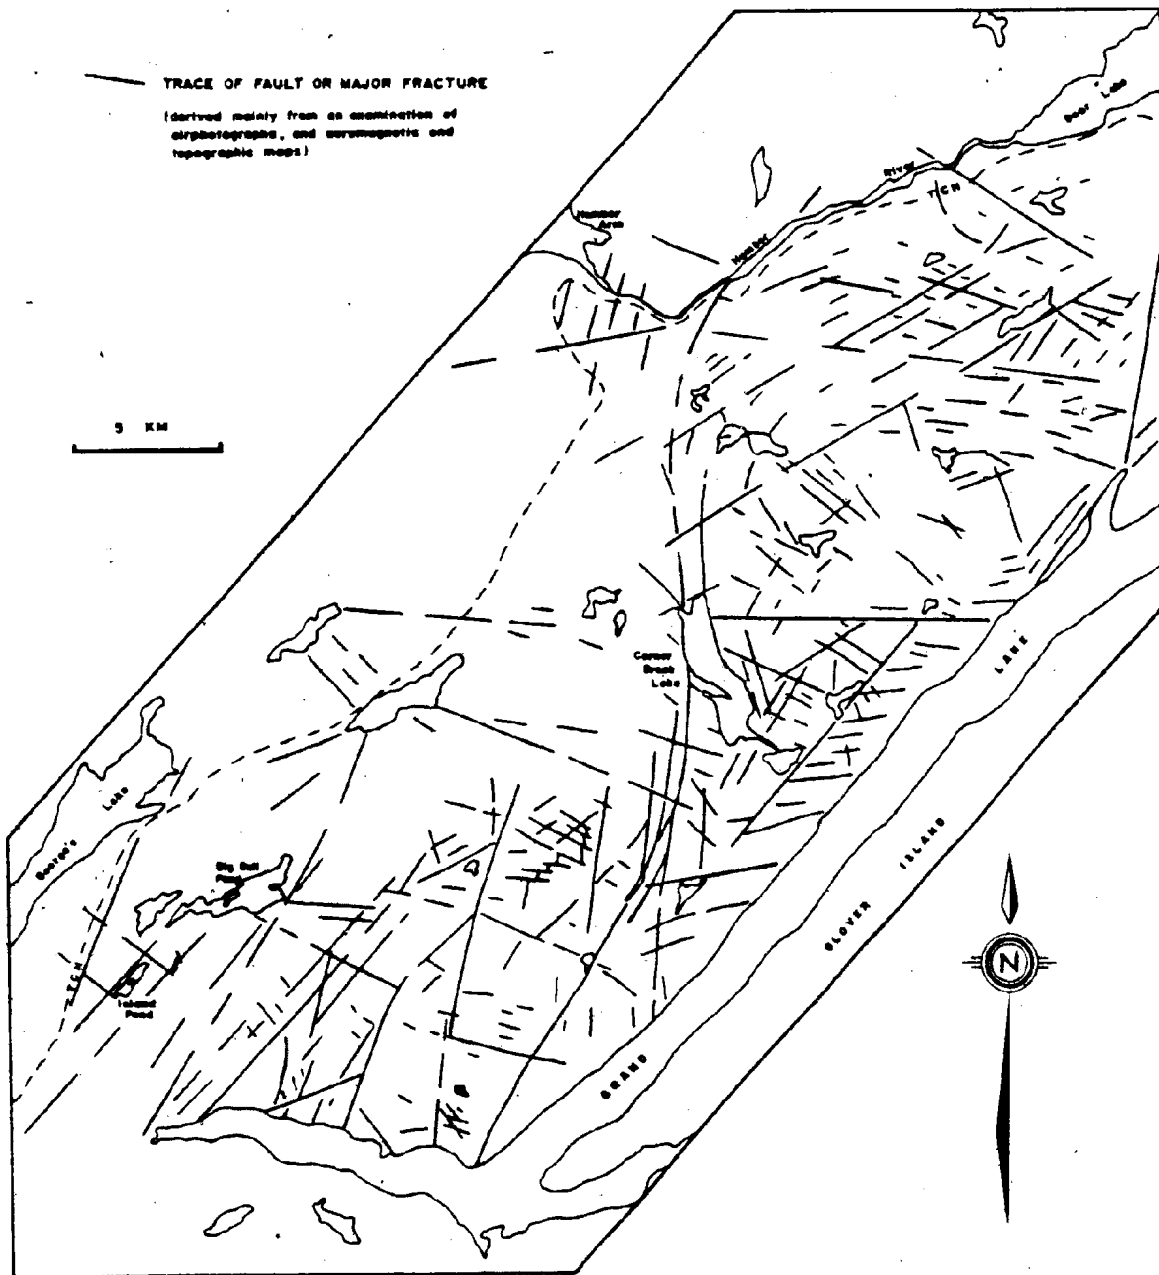 TRACE OF FAULT OR MAJOR FRACTURE
(derived mainly from an examination of
airphotographs, and aeromagnetic and
topographic maps)
Deer Lake
River
T C H
Humber
Arm
Humber
5 KM
Corner
Brook
Lake
LAKE
George's Lake
ISLAND
Big Gull
Pond
GLOVER
T C H
Island
Pond
N
GRAND